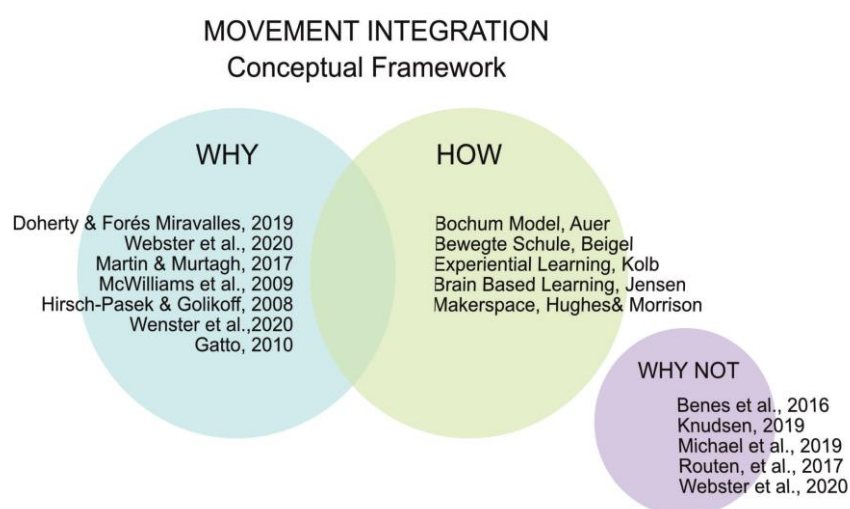 MOVEMENT INTEGRATION
Conceptual Framework
WHY
Doherty & Forés Miravalles, 2019
Webster et al., 2020
Martin & Murtagh, 2017
McWilliams et al., 2009
Hirsch-Pasek & Golikoff, 2008
Wenster et al.,2020
Gatto, 2010
HOW
Bochum Model, Auer
Bewegte Schule, Beigel
Experiential Learning, Kolb
Brain Based Learning, Jensen
Makerspace, Hughes& Morrison
WHY NOT
Benes et al., 2016
Knudsen, 2019
Michael et al., 2019
Routen, et al., 2017
Webster et al., 2020